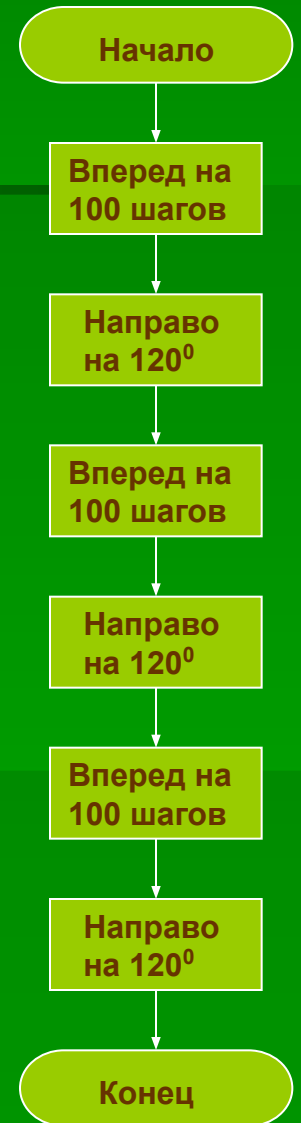 Начало
Вперед на
100 шагов
Направо
на 120⁰
Вперед на
100 шагов
Направо
на 120⁰
Вперед на
100 шагов
Направо
на 120⁰
Конец